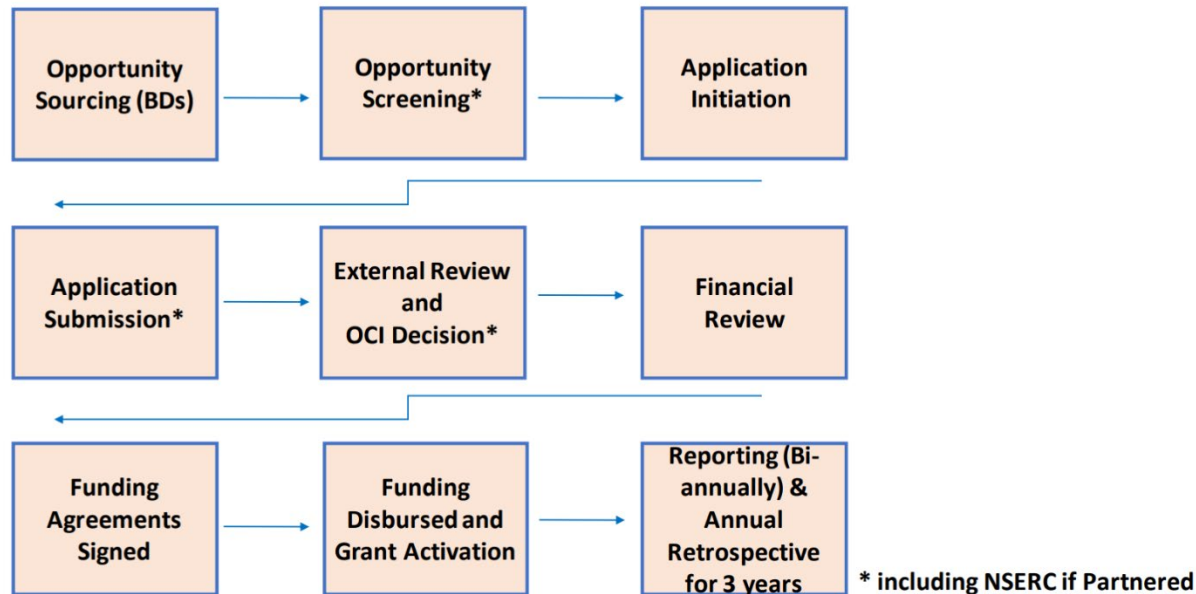 Opportunity
Sourcing (BDs)
Opportunity
Screening*
Application
Initiation
Application
Submission*
External Review
and
OCI Decision*
Financial
Review
Funding
Agreements
Signed
Funding
Disbursed and
Grant Activation
Reporting (Bi-
annually) &
Annual
Retrospective
for 3 years
* including NSERC if Partnered